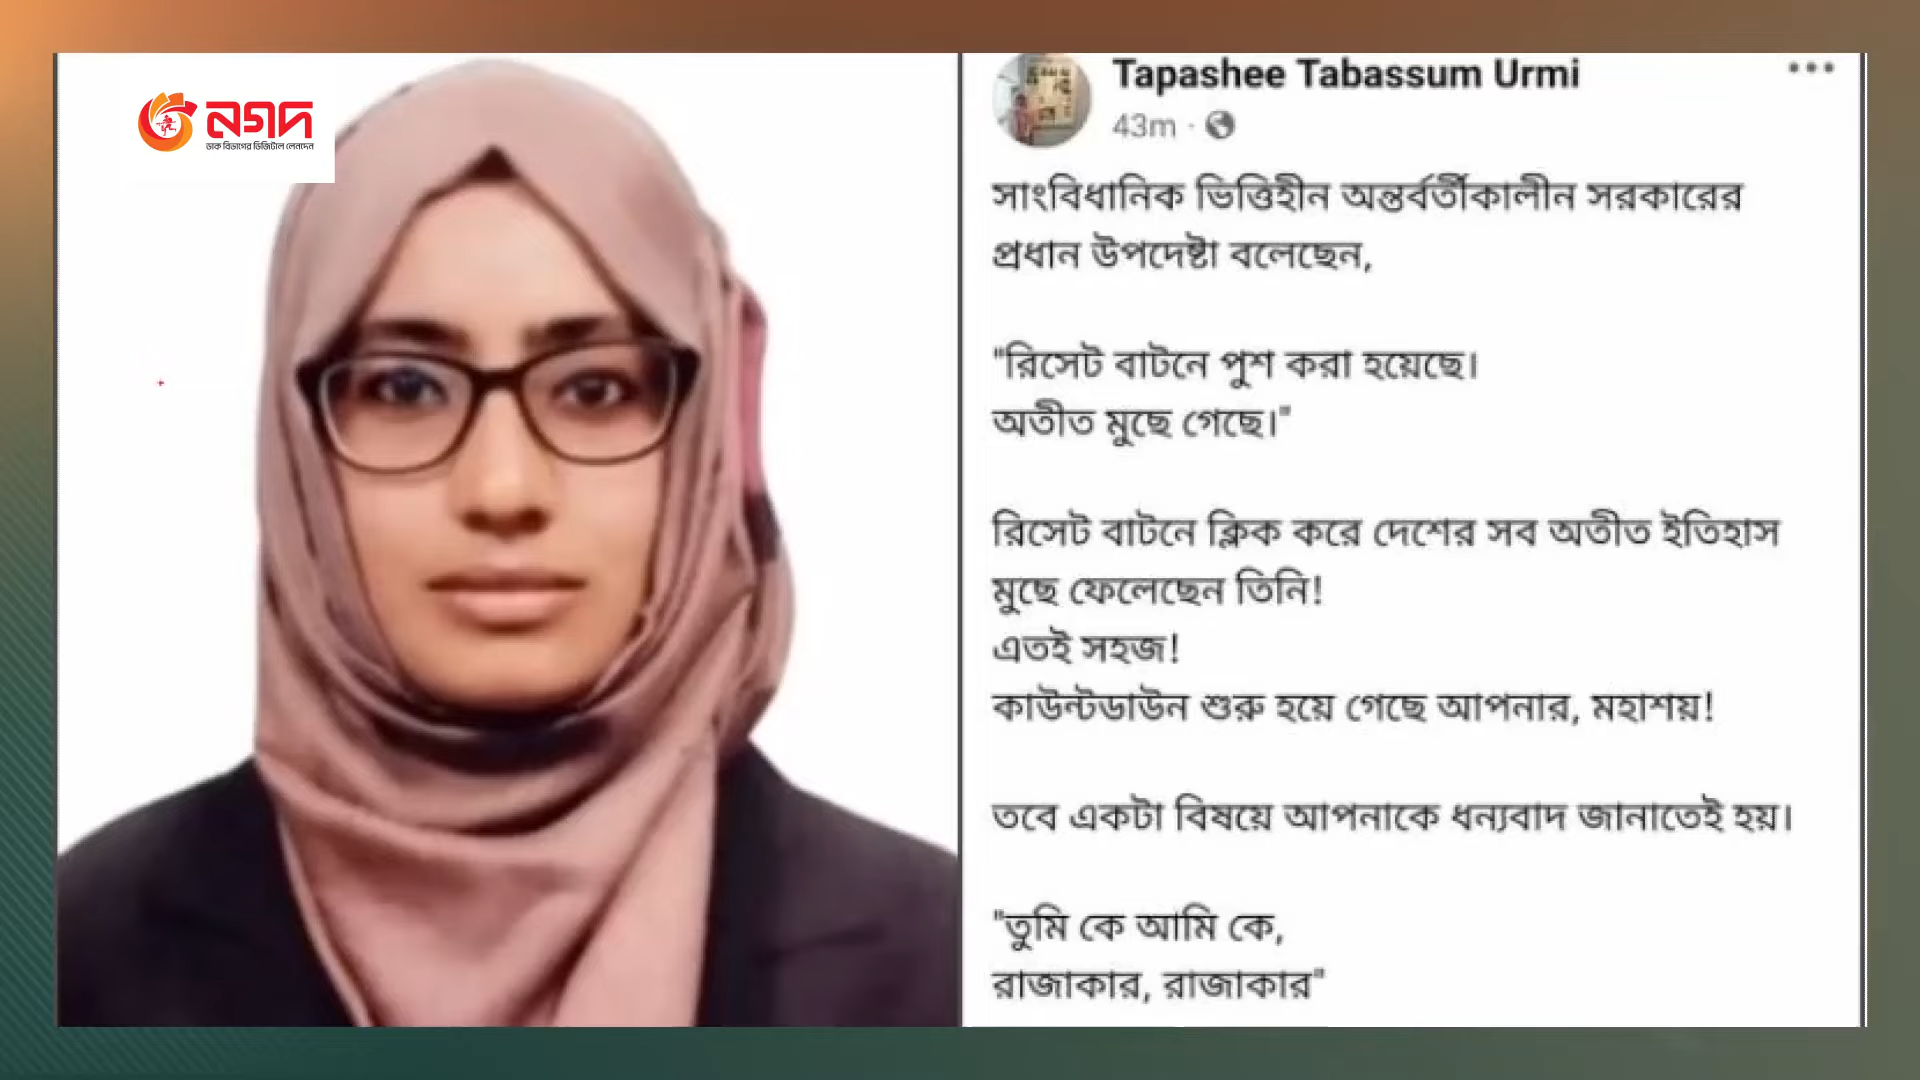 নগদ
ডাক বিভাগের ডিজিটাল লেনদেন
Tapashee Tabassum Urmi
43m
সাংবিধানিক ভিত্তিহীন অন্তর্বর্তীকালীন সরকারের
প্রধান উপদেষ্টা বলেছেন,
"রিসেট বাটনে পুশ করা হয়েছে।
অতীত মুছে গেছে।"
রিসেট বাটনে ক্লিক করে দেশের সব অতীত ইতিহাস
মুছে ফেলেছেন তিনি!
এতই সহজ!
কাউন্টডাউন শুরু হয়ে গেছে আপনার, মহাশয়!
তবে একটা বিষয়ে আপনাকে ধন্যবাদ জানাতেই হয়।
"তুমি কে আমি কে,
রাজাকার, রাজাকার"